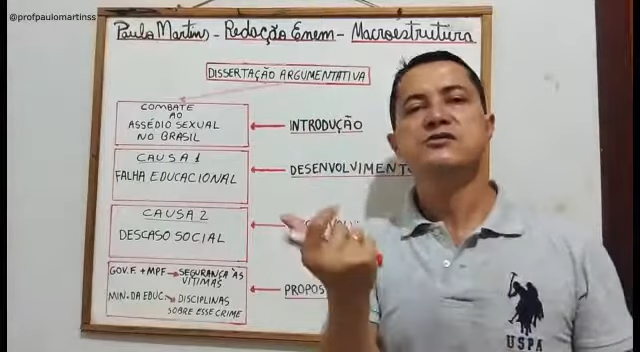 @profpaulomartinss
Paulo Martins - Redação Enem - Macroestrutura
DISSERTAÇÃO ARGUMENTATIVA
COMBATE
AO
ASSÉDIO SEXUAL
NO BRASIL
INTRODUÇÃO
CAUSA 1
FALHA EDUCACIONAL
DESENVOLVIMENTO
CAUSA 2
DESCASO SOCIAL
GOV.F. + MPF → SEGURANÇA ÀS
VÍTIMAS
MIN. DA EDUC. → DISCIPLINAS
SOBRE ESSE CRIME
PROPOS
USPA